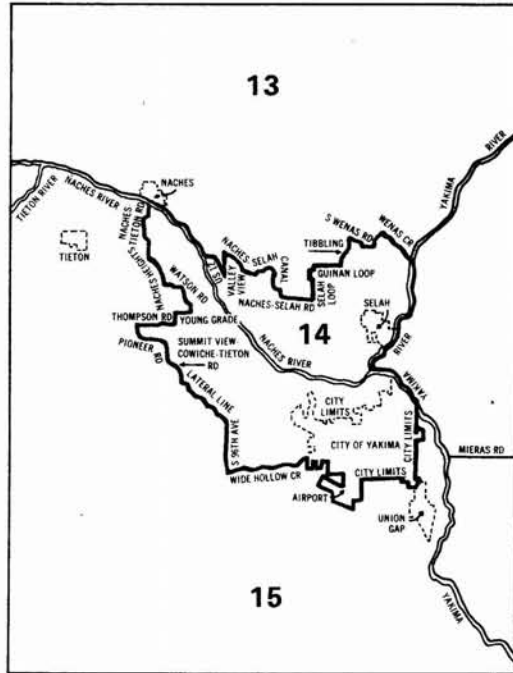 13
YAKIMA
RIVER
TIETON RIVER
NACHES RIVER
NACHES
TIETON
NACHES-
TIETON RD
NACHES HEIGHTS
WATSON RD
US 12
VALLEY
VIEW
NACHES-SELAH
CANAL
TIBBLING
S WENAS RD
WENAS CR
GUINAN LOOP
SELAH
LOOP
NACHES-SELAH RD
THOMPSON RD
YOUNG GRADE
14
SELAH
RIVER
PIONEER RD
SUMMIT VIEW-
COWICHE-TIETON
RD
NACHES RIVER
YAKIMA
LATERAL LINE
CITY
LIMITS
S 96TH AVE
CITY OF YAKIMA
CITY LIMITS
MIERAS RD
WIDE HOLLOW CR
CITY LIMITS
AIRPORT
UNION
GAP
15
YAKIMA